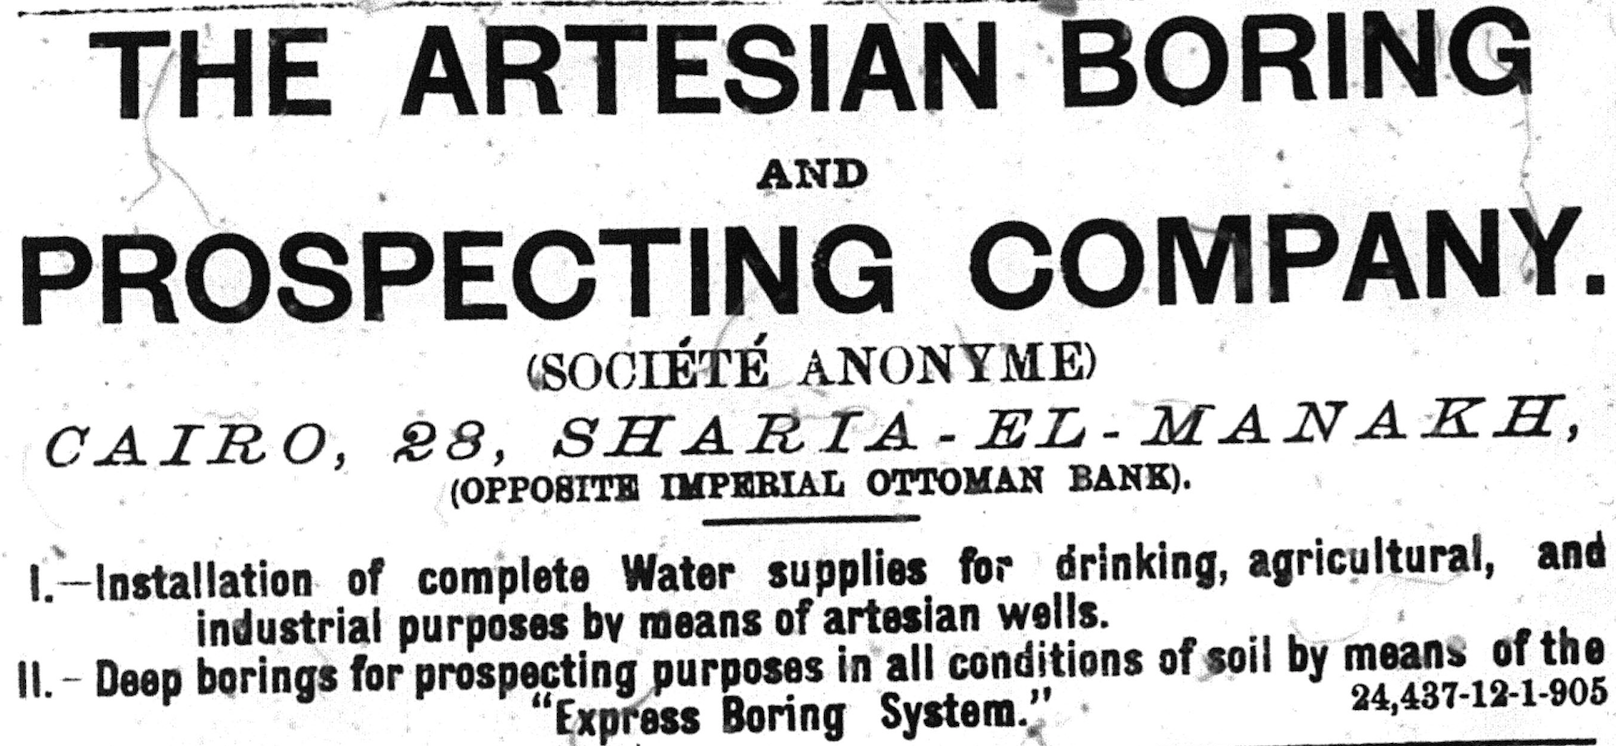 THE ARTESIAN BORING
AND
PROSPECTING COMPANY.
(SOCIÉTÉ ANONYME)
CAIRO, 28, SHARIA-EL-MANAKH,
(OPPOSITE IMPERIAL OTTOMAN BANK).
I.—Installation of complete Water supplies for drinking, agricultural, and
industrial purposes by means of artesian wells.
II.- Deep borings for prospecting purposes in all conditions of soil by means of the
"Express Boring System."
24,437-12-1-905